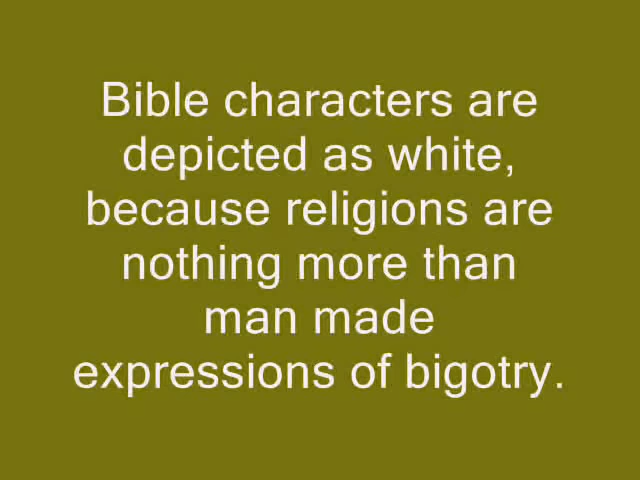 Bible characters are
depicted as white,
because religions are
nothing more than
man made
expressions of bigotry.